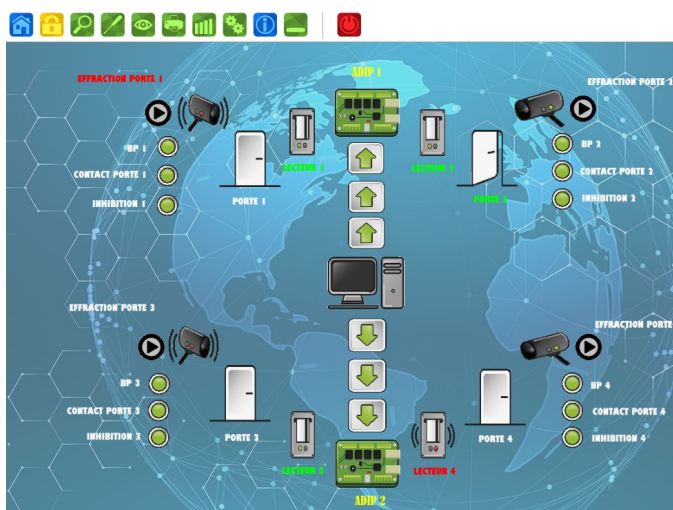 ADIP 1
EFFRACTION PORTE 1
EFFRACTION PORTE 2
BP 1
BP 2
LECTEUR 1
LECTEUR 2
CONTACT PORTE 1
CONTACT PORTE 2
PORTE 1
PORTE 2
INHIBITION 1
INHIBITION 2
EFFRACTION PORTE 3
EFFRACTION PORTE
BP 3
BP 4
CONTACT PORTE 3
CONTACT PORTE 4
INHIBITION 3
PORTE 3
PORTE 4
INHIBITION 4
LECTEUR 3
LECTEUR 4
ADIP 2